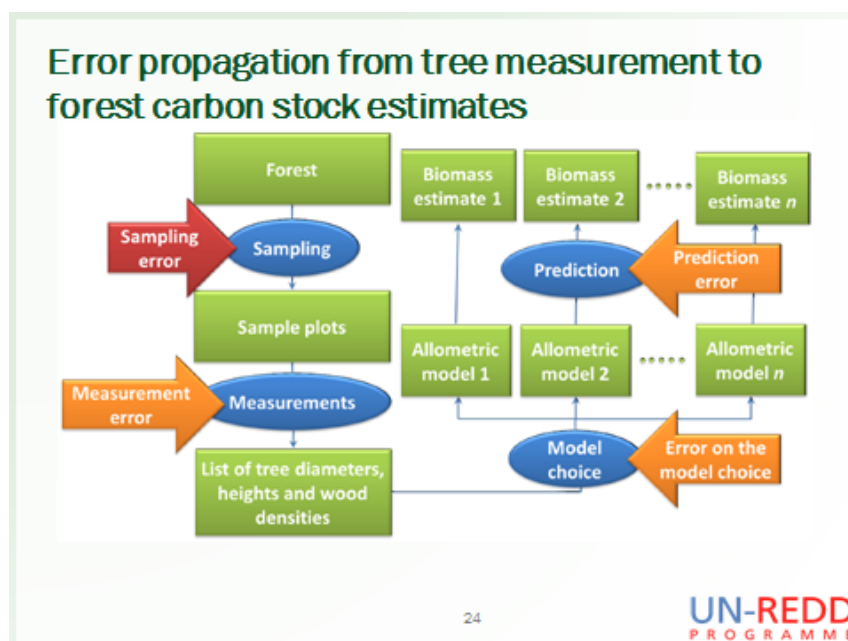 Error propagation from tree measurement to
forest carbon stock estimates
Forest
Sampling
error
Sampling
Sample plots
Measurement
error
Measurements
List of tree diameters,
heights and wood
densities
Biomass
estimate 1
Biomass
estimate 2
Biomass
estimate n
Prediction
Prediction
error
Allometric
model 1
Allometric
model 2
Allometric
model n
Model
choice
Error on the
model choice
24
UN-REDD
PROGRAMME